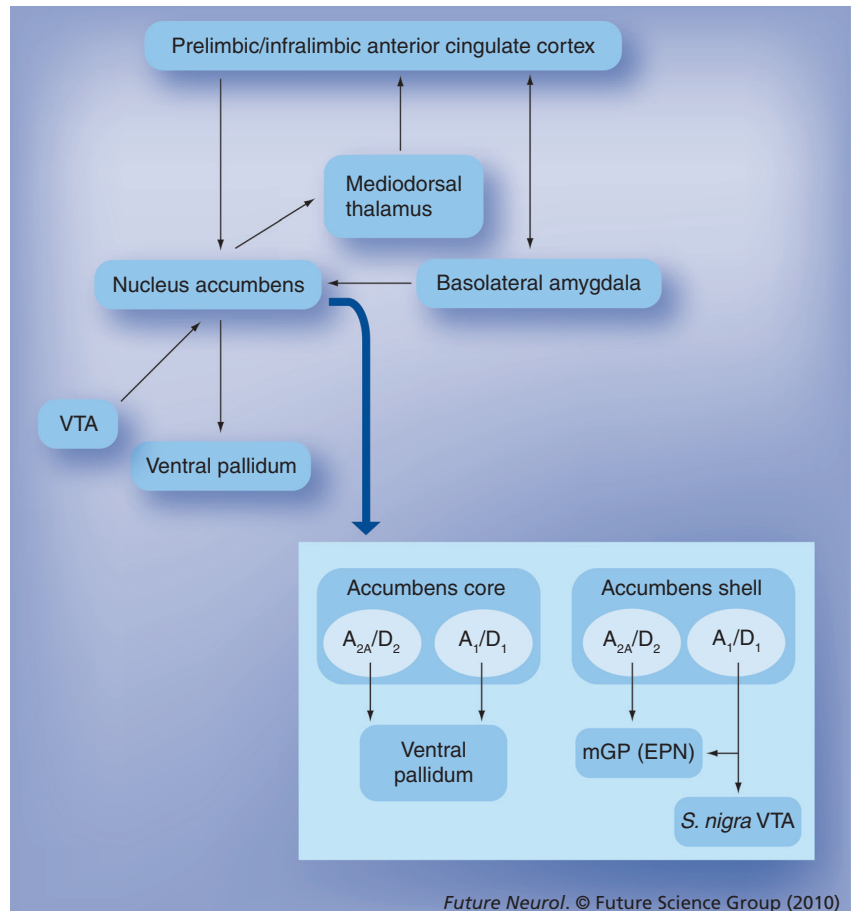 Prelimbic/infralimbic anterior cingulate cortex
Mediodorsal
thalamus
Nucleus accumbens
Basolateral amygdala
VTA
Ventral pallidum
Accumbens core
Accumbens shell
A₂A/D₂
A₁/D₁
A₂A/D₂
A₁/D₁
Ventral
pallidum
mGP (EPN)
S. nigra VTA
Future Neurol. © Future Science Group (2010)